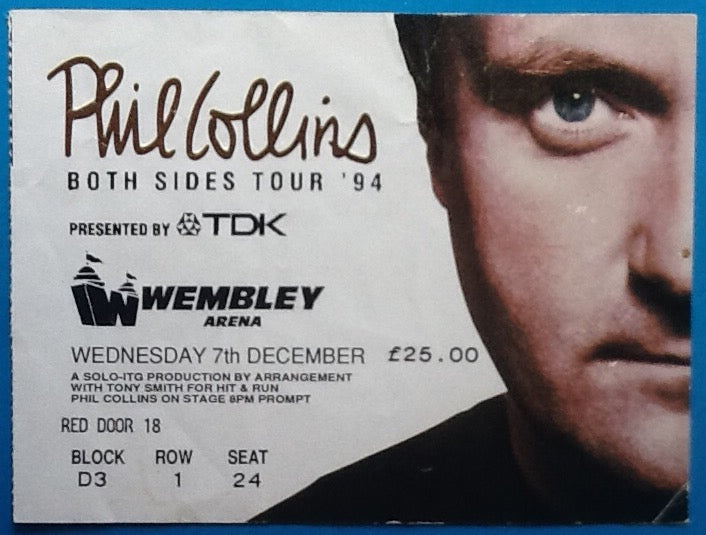 Phil Collins
BOTH SIDES TOUR '94
PRESENTED BY TDK
WEMBLEY
ARENA
WEDNESDAY 7th DECEMBER £25.00
A SOLO-ITG PRODUCTION BY ARRANGEMENT
WITH TONY SMITH FOR HIT & RUN
PHIL COLLINS ON STAGE 8PM PROMPT
RED DOOR 18
BLOCK ROW SEAT
D3 1 24